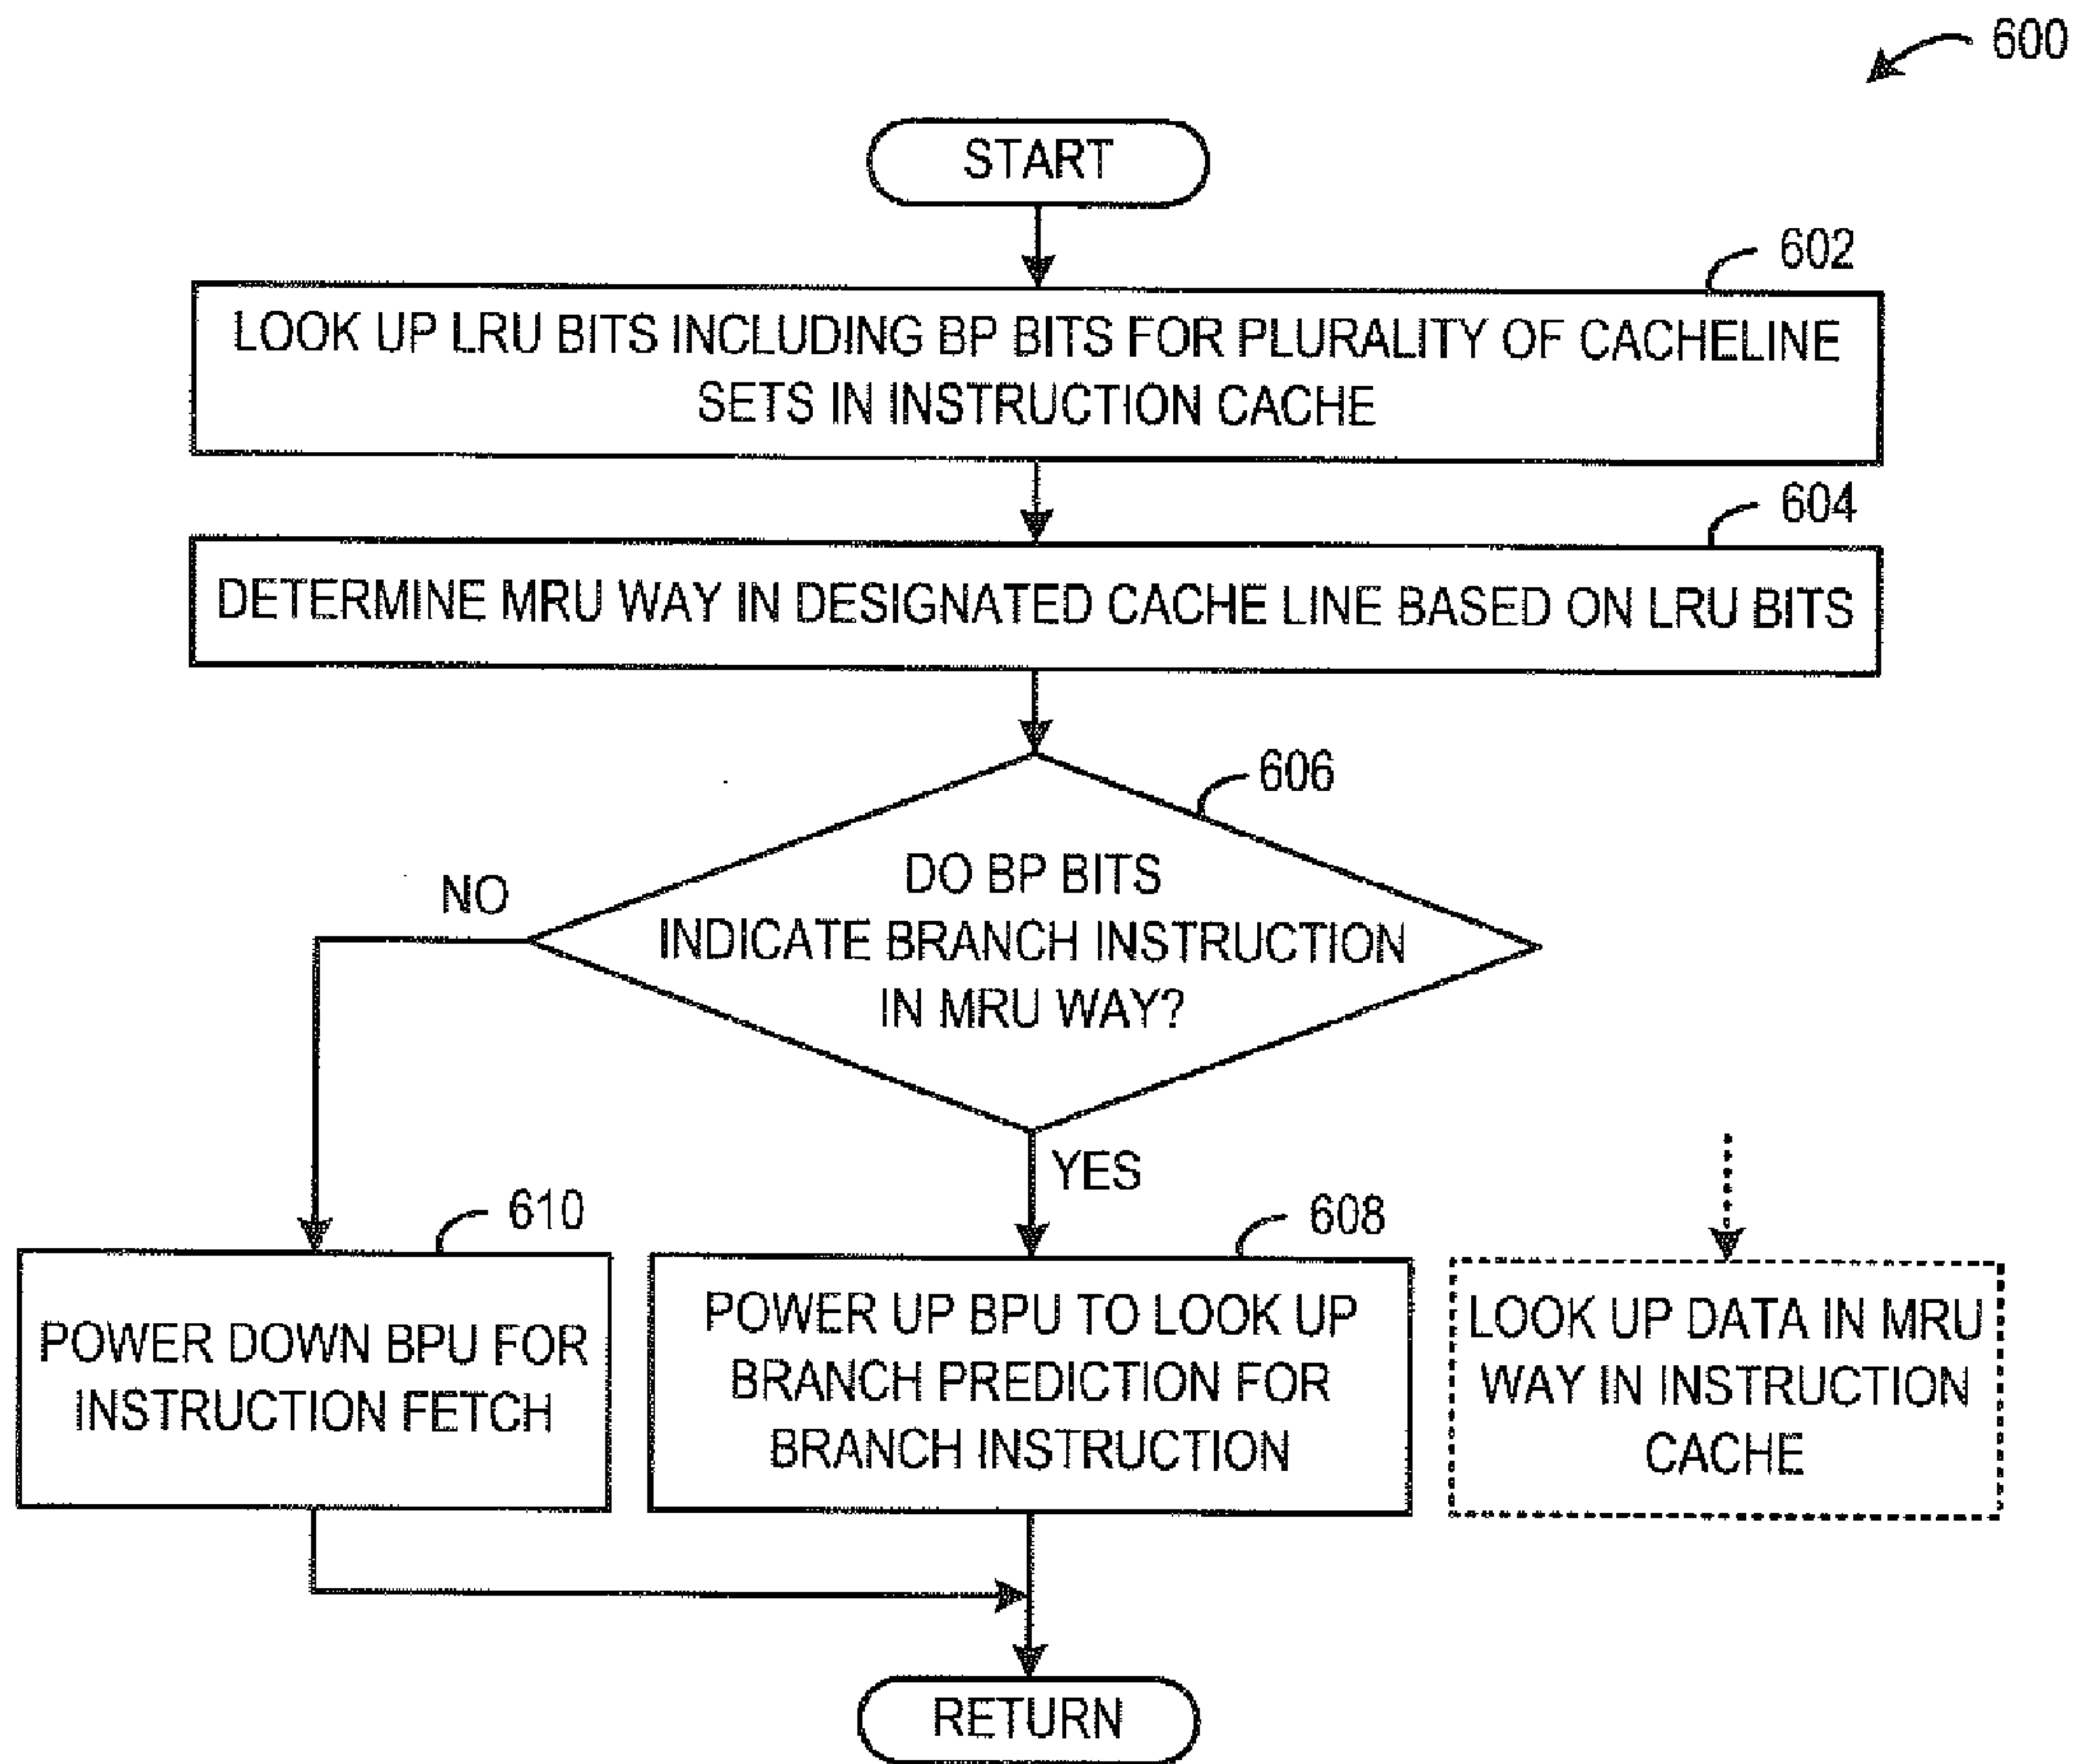 600
START
602
LOOK UP LRU BITS INCLUDING BP BITS FOR PLURALITY OF CACHELINE
SETS IN INSTRUCTION CACHE
604
DETERMINE MRU WAY IN DESIGNATED CACHE LINE BASED ON LRU BITS
606
DO BP BITS
INDICATE BRANCH INSTRUCTION
IN MRU WAY?
NO
YES
610
POWER DOWN BPU FOR
INSTRUCTION FETCH
608
POWER UP BPU TO LOOK UP
BRANCH PREDICTION FOR
BRANCH INSTRUCTION
LOOK UP DATA IN MRU
WAY IN INSTRUCTION
CACHE
RETURN